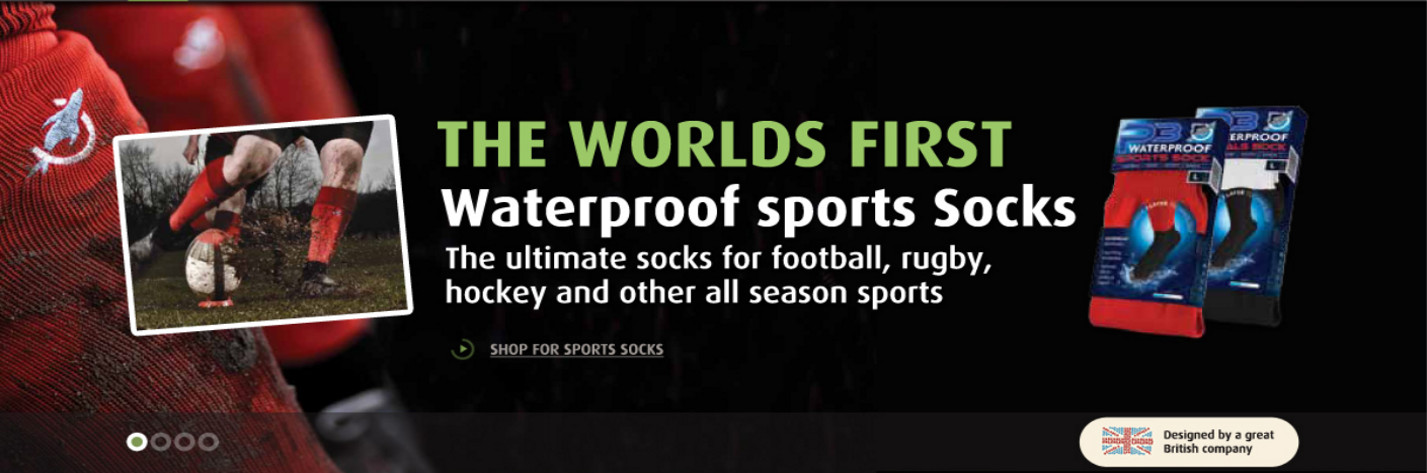 THE WORLDS FIRST
Waterproof sports Socks
The ultimate socks for football, rugby,
hockey and other all season sports
SHOP FOR SPORTS SOCKS
WATERPROOF
SPORTS SOCK
L
L
Designed by a great
British company